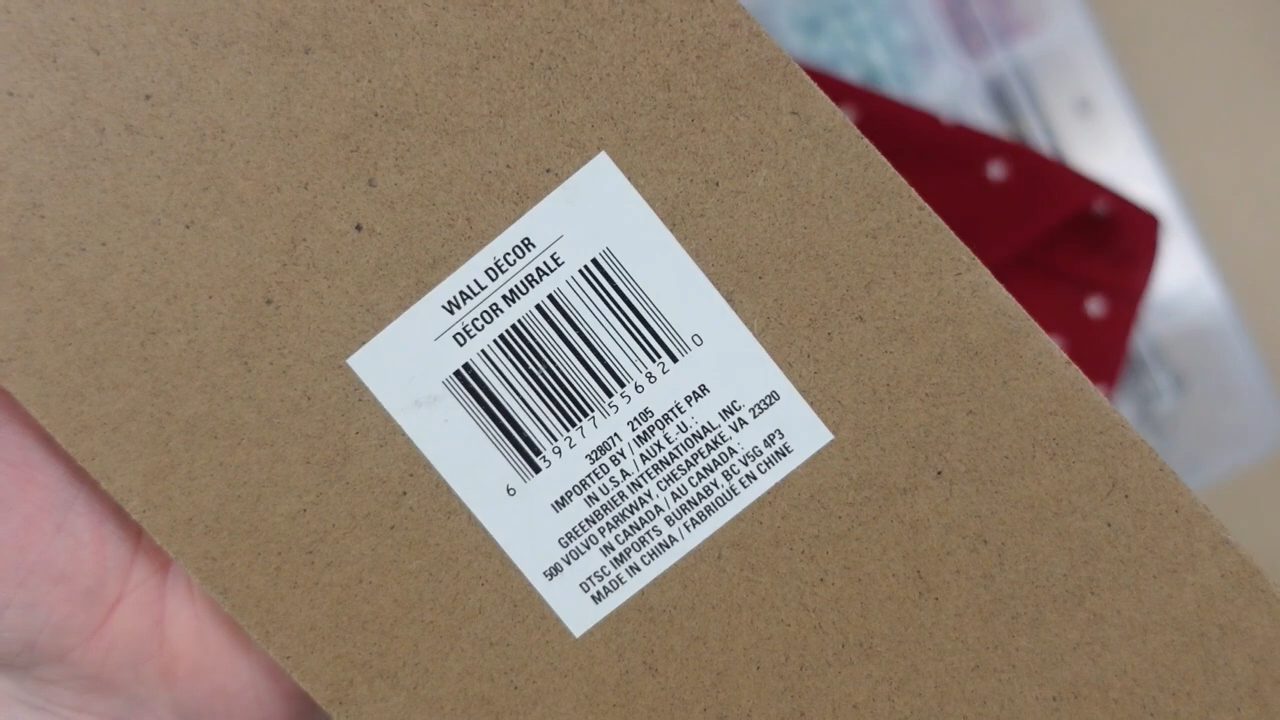 WALL DÉCOR
DÉCOR MURALE
6 39277 55682 0
328071 2105
IMPORTED BY / IMPORTÉ PAR
IN U.S.A. / AUX E.-U. :
GREENBRIER INTERNATIONAL, INC.
500 VOLVO PARKWAY, CHESAPEAKE, VA 23320
IN CANADA / AU CANADA :
DTSC IMPORTS BURNABY, BC V5G 4P3
MADE IN CHINA / FABRIQUÉ EN CHINE